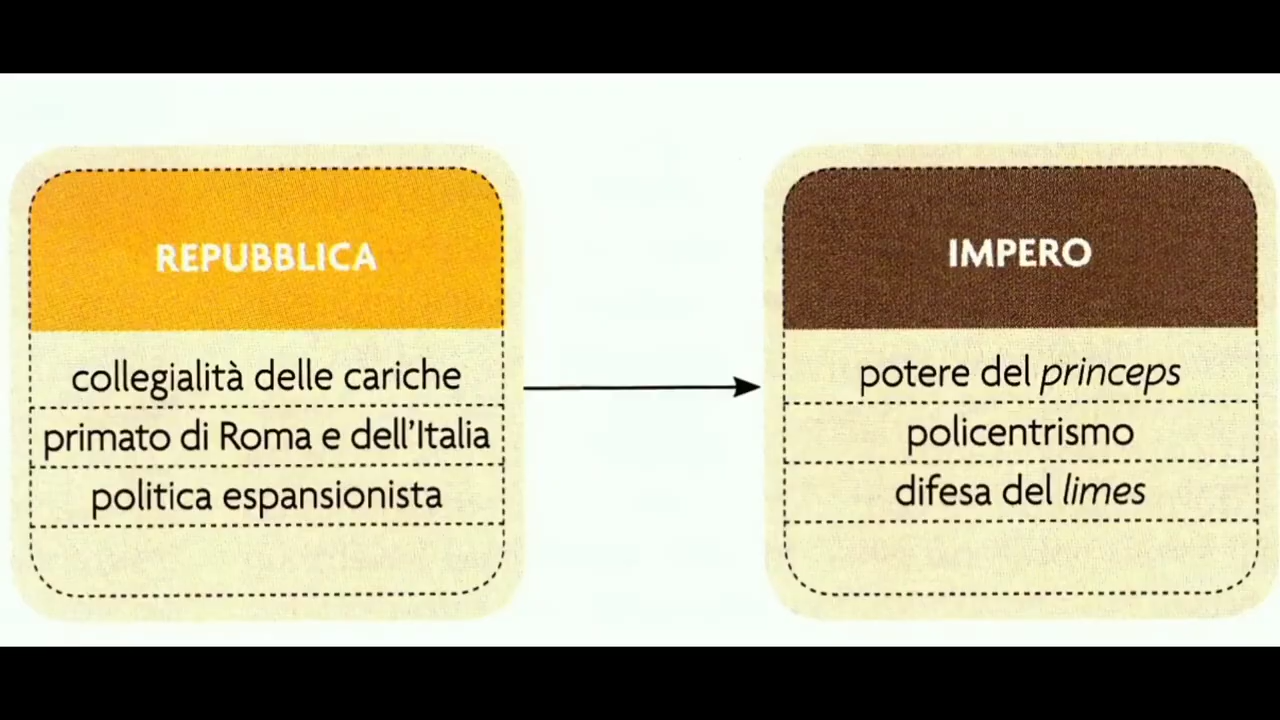 REPUBBLICA
collegialità delle cariche
primato di Roma e dell'Italia
politica espansionista
IMPERO
potere del princeps
policentrismo
difesa del limes